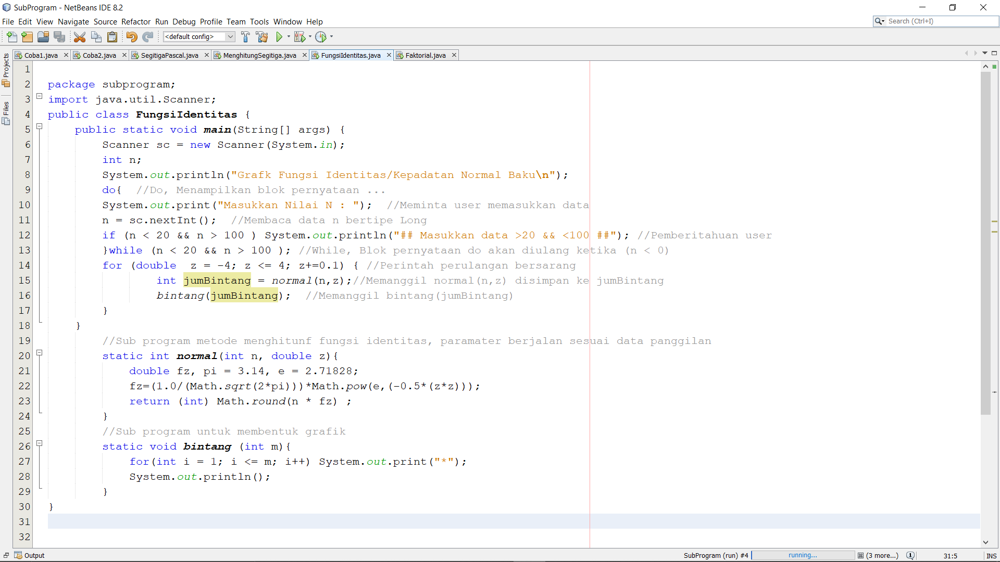 SubProgram - NetBeans IDE 8.2
File Edit View Navigate Source Refactor Run Debug Profile Team Tools Window Help
Search (Ctrl+I)
<default config>
Coba1.java Coba2.java SegitigaPascal.java MenghitungSegitiga.java FungsiIdentitas.java Faktorial.java
Projects
Files
1
2 package subprogram;
3 import java.util.Scanner;
4 public class FungsiIdentitas {
5 public static void main(String[] args) {
6 Scanner sc = new Scanner(System.in);
7 int n;
8 System.out.println("Grafk Fungsi Identitas/Kepadatan Normal Baku\n");
9 do{ //Do, Menampilkan blok pernyataan ...
10 System.out.print("Masukkan Nilai N : "); //Meminta user memasukkan data
11 n = sc.nextInt(); //Membaca data n bertipe Long
12 if (n < 20 && n > 100 ) System.out.println("## Masukkan data >20 && <100 ##"); //Pemberitahuan user
13 }while (n < 20 && n > 100 ); //While, Blok pernyataan do akan diulang ketika (n < 0)
14 for (double z = -4; z <= 4; z+=0.1) { //Perintah perulangan bersarang
15 int jumBintang = normal(n,z);//Memanggil normal(n,z) disimpan ke jumBintang
16 bintang(jumBintang); //Memanggil bintang(jumBintang)
17 }
18 }
19 //Sub program metode menghitunf fungsi identitas, paramater berjalan sesuai data panggilan
20 static int normal(int n, double z){
21 double fz, pi = 3.14, e = 2.71828;
22 fz=(1.0/(Math.sqrt(2*pi)))*Math.pow(e,(-0.5*(z*z)));
23 return (int) Math.round(n * fz) ;
24 }
25 //Sub program untuk membentuk grafik
26 static void bintang (int m){
27 for(int i = 1; i <= m; i++) System.out.print("*");
28 System.out.println();
29 }
30 }
31
32
Output
SubProgram (run) #4 running... (3 more...) 31:5 INS